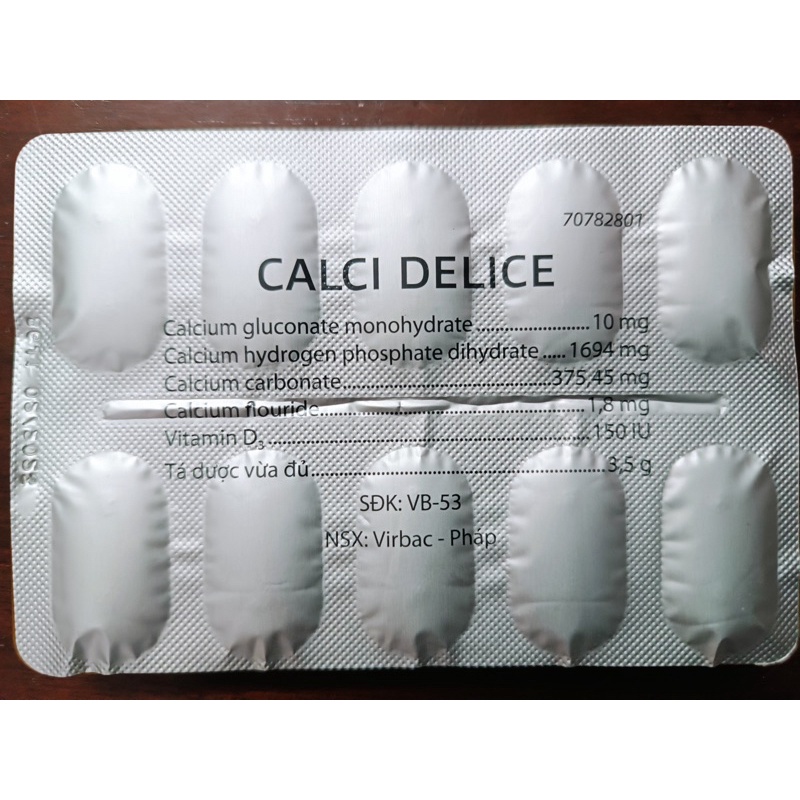 70782801
CALCI DELICE
Calcium gluconate monohydrate..........................10 mg
Calcium hydrogen phosphate dihydrate.....1694 mg
Calcium carbonate................................................375,45 mg
Calcium flouride.........................................................1,8 mg
Vitamin D₃.................................................................150 IU
Tá dược vừa đủ..........................................................3,5 g
SĐK: VB-53
NSX: Virbac - Pháp